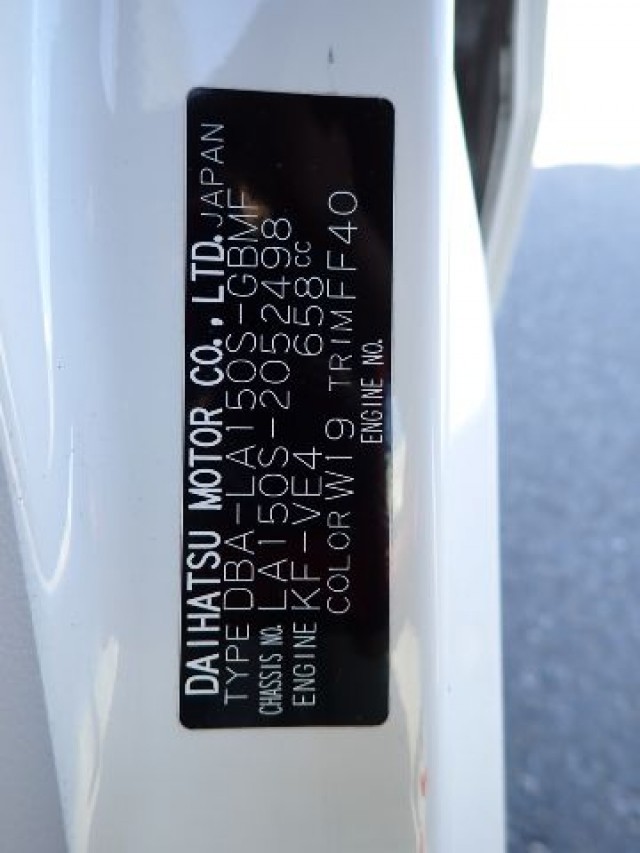 DAIHATSU MOTOR CO., LTD. JAPAN
TYPE DBA-LA150S-GBMF
CHASSIS NO. LA150S-2052498
ENGINE KF-VE4 658cc
COLOR W19 TRIM FF40
ENGINE NO.